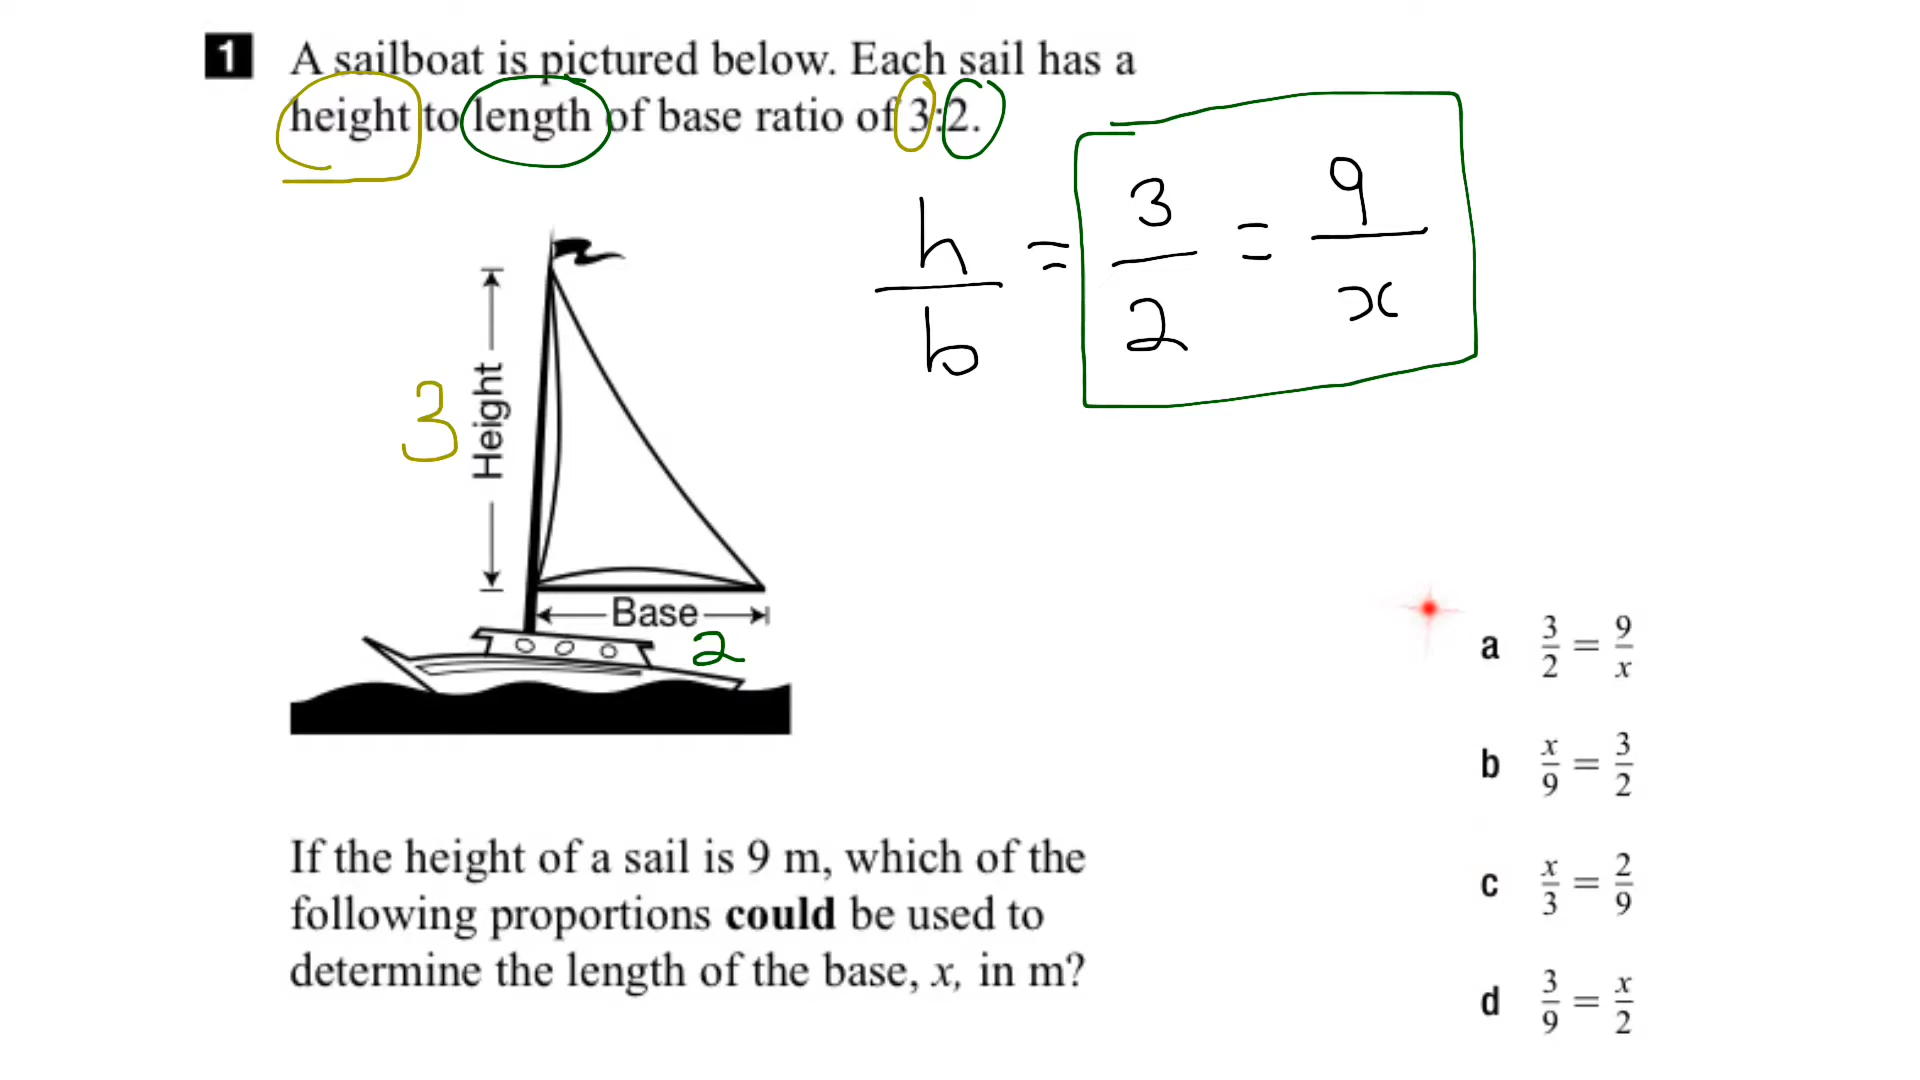 1 A sailboat is pictured below. Each sail has a
height to length of base ratio of 3:2.
h/b = 3/2 = 9/x
3
Height
Base
2
a 3/2 = 9/x
b x/9 = 3/2
c x/3 = 2/9
d 3/9 = x/2
If the height of a sail is 9 m, which of the
following proportions could be used to
determine the length of the base, x, in m?